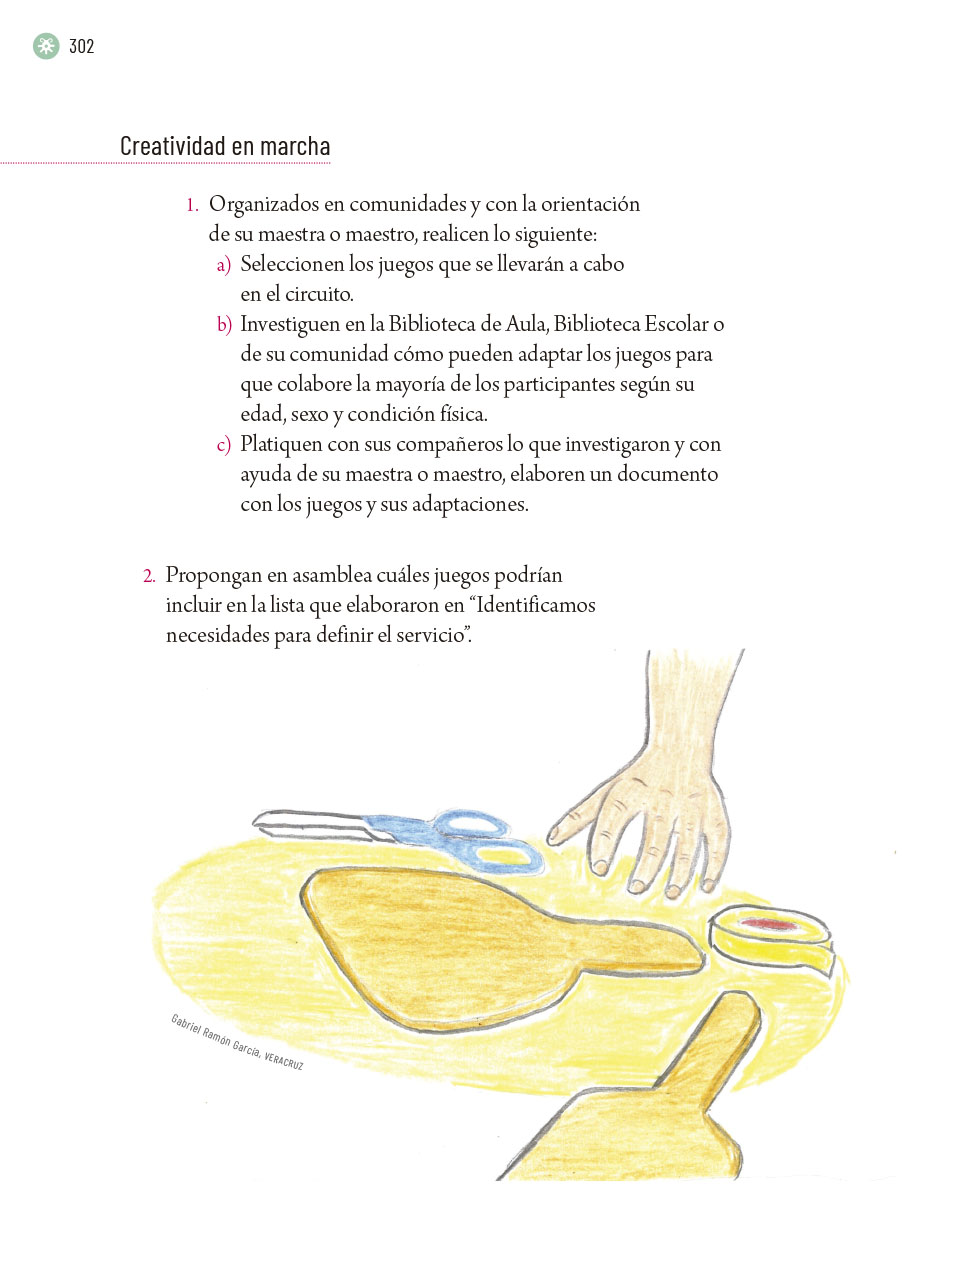 302
Creatividad en marcha
1. Organizados en comunidades y con la orientación
de su maestra o maestro, realicen lo siguiente:
a) Seleccionen los juegos que se llevarán a cabo
en el circuito.
b) Investiguen en la Biblioteca de Aula, Biblioteca Escolar o
de su comunidad cómo pueden adaptar los juegos para
que colabore la mayoría de los participantes según su
edad, sexo y condición física.
c) Platiquen con sus compañeros lo que investigaron y con
ayuda de su maestra o maestro, elaboren un documento
con los juegos y sus adaptaciones.
2. Propongan en asamblea cuáles juegos podrían
incluir en la lista que elaboraron en “Identificamos
necesidades para definir el servicio”.
Gabriel Ramón García, VERACRUZ